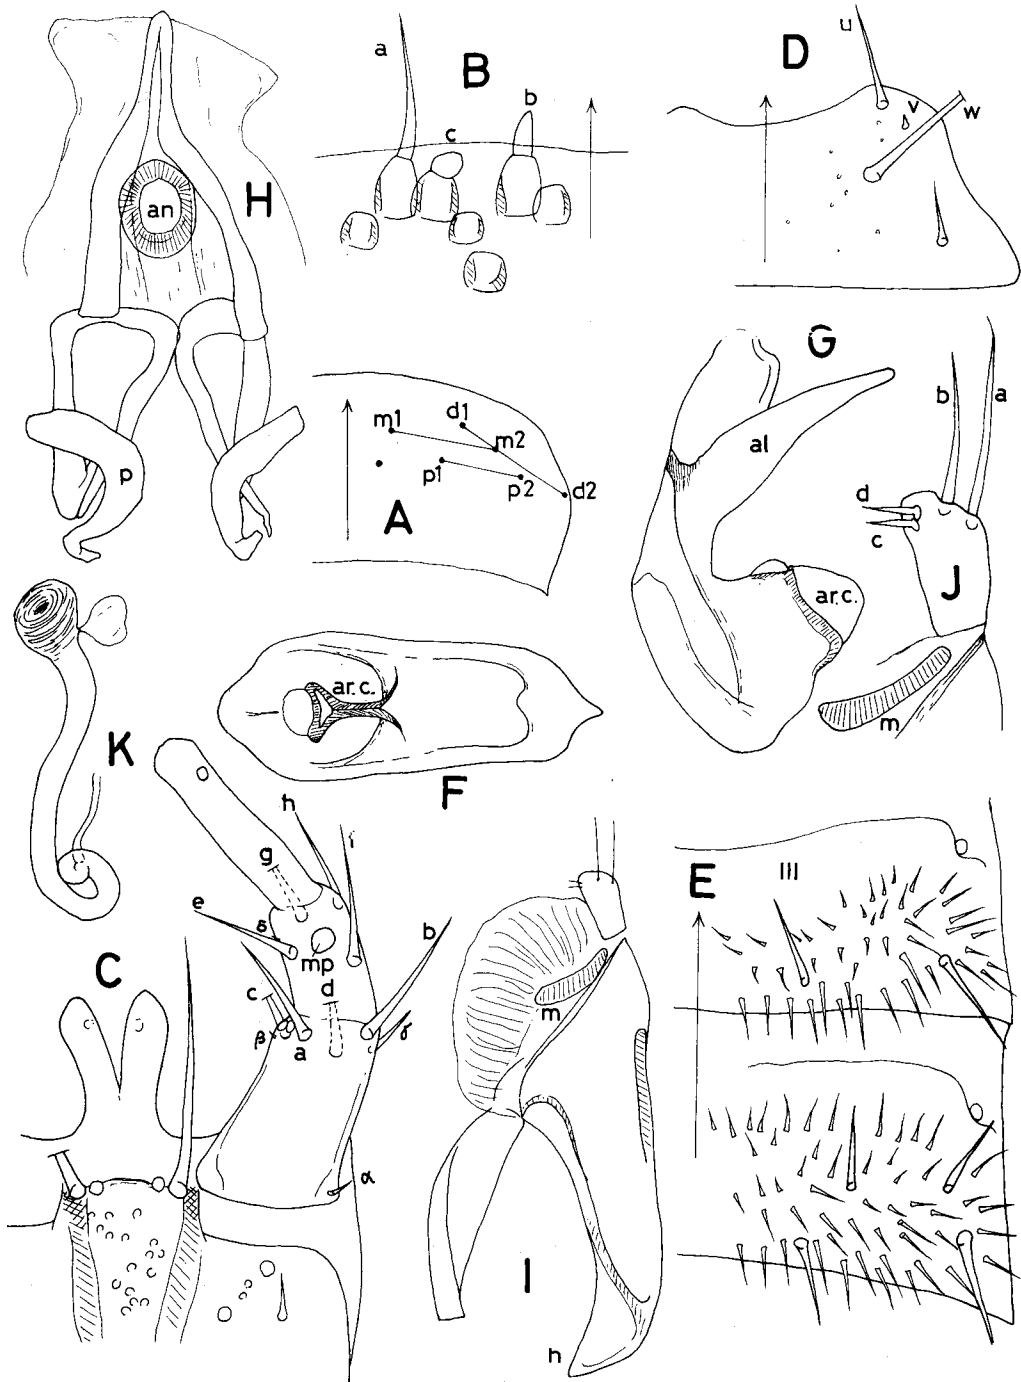 H
an
p
a
B
b
c
D
u
v
w
G
al
ar.c.
b
a
d
c
J
m
m1
d1
m2
p1
p2
d2
A
K
F
ar.c.
C
h
i
g
e
δ
mp
b
c
d
β
a
γ
α
I
m
h
E
III